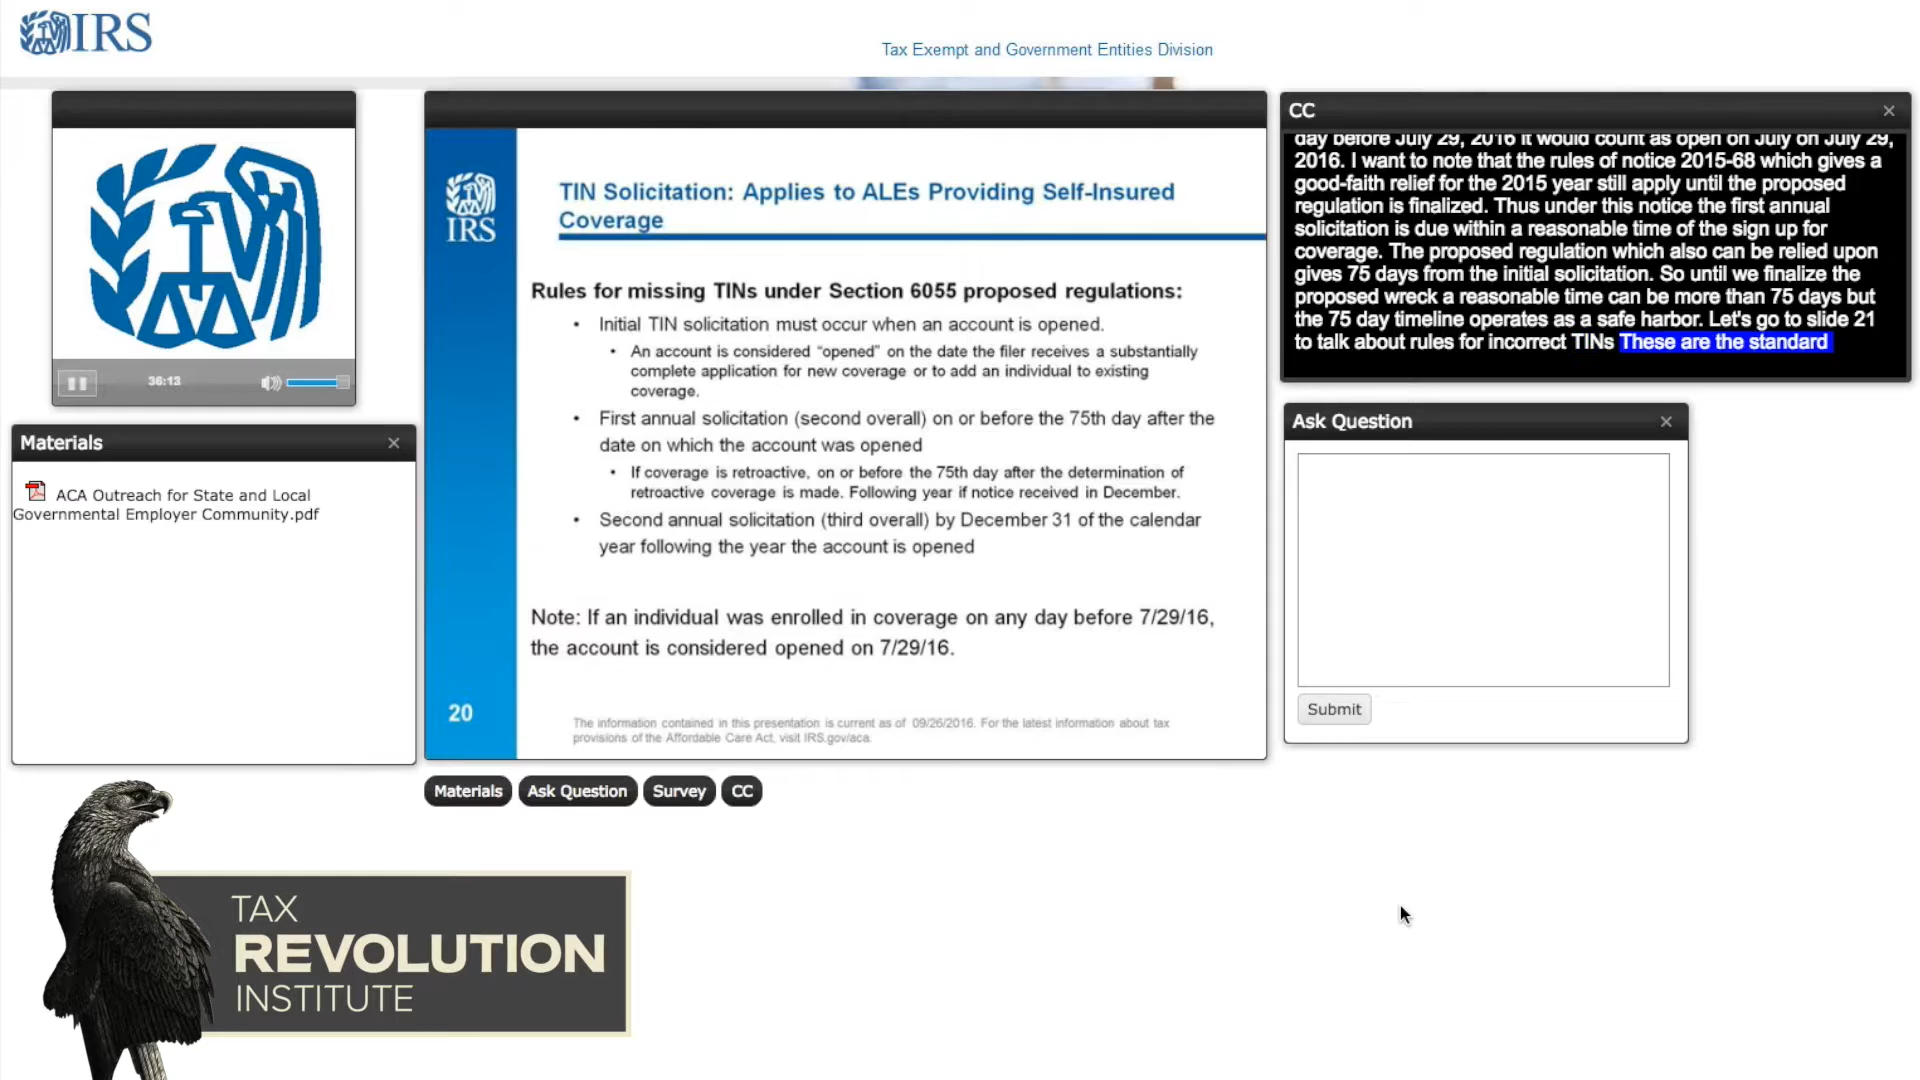 IRS
Tax Exempt and Government Entities Division
36:13
Materials
ACA Outreach for State and Local
Governmental Employer Community.pdf
IRS
TIN Solicitation: Applies to ALEs Providing Self-Insured
Coverage
Rules for missing TINs under Section 6055 proposed regulations:
• Initial TIN solicitation must occur when an account is opened.
• An account is considered “opened” on the date the filer receives a substantially
complete application for new coverage or to add an individual to existing
coverage.
• First annual solicitation (second overall) on or before the 75th day after the
date on which the account was opened
• If coverage is retroactive, on or before the 75th day after the determination of
retroactive coverage is made. Following year if notice received in December.
• Second annual solicitation (third overall) by December 31 of the calendar
year following the year the account is opened
Note: If an individual was enrolled in coverage on any day before 7/29/16,
the account is considered opened on 7/29/16.
20
The information contained in this presentation is current as of 09/26/2016. For the latest information about tax
provisions of the Affordable Care Act, visit IRS.gov/aca.
CC
day before July 29, 2016 it would count as open on July on July 29,
2016. I want to note that the rules of notice 2015-68 which gives a
good-faith relief for the 2015 year still apply until the proposed
regulation is finalized. Thus under this notice the first annual
solicitation is due within a reasonable time of the sign up for
coverage. The proposed regulation which also can be relied upon
gives 75 days from the initial solicitation. So until we finalize the
proposed wreck a reasonable time can be more than 75 days but
the 75 day timeline operates as a safe harbor. Let's go to slide 21
to talk about rules for incorrect TINs These are the standard
Ask Question
Submit
Materials
Ask Question
Survey
CC
TAX
REVOLUTION
INSTITUTE